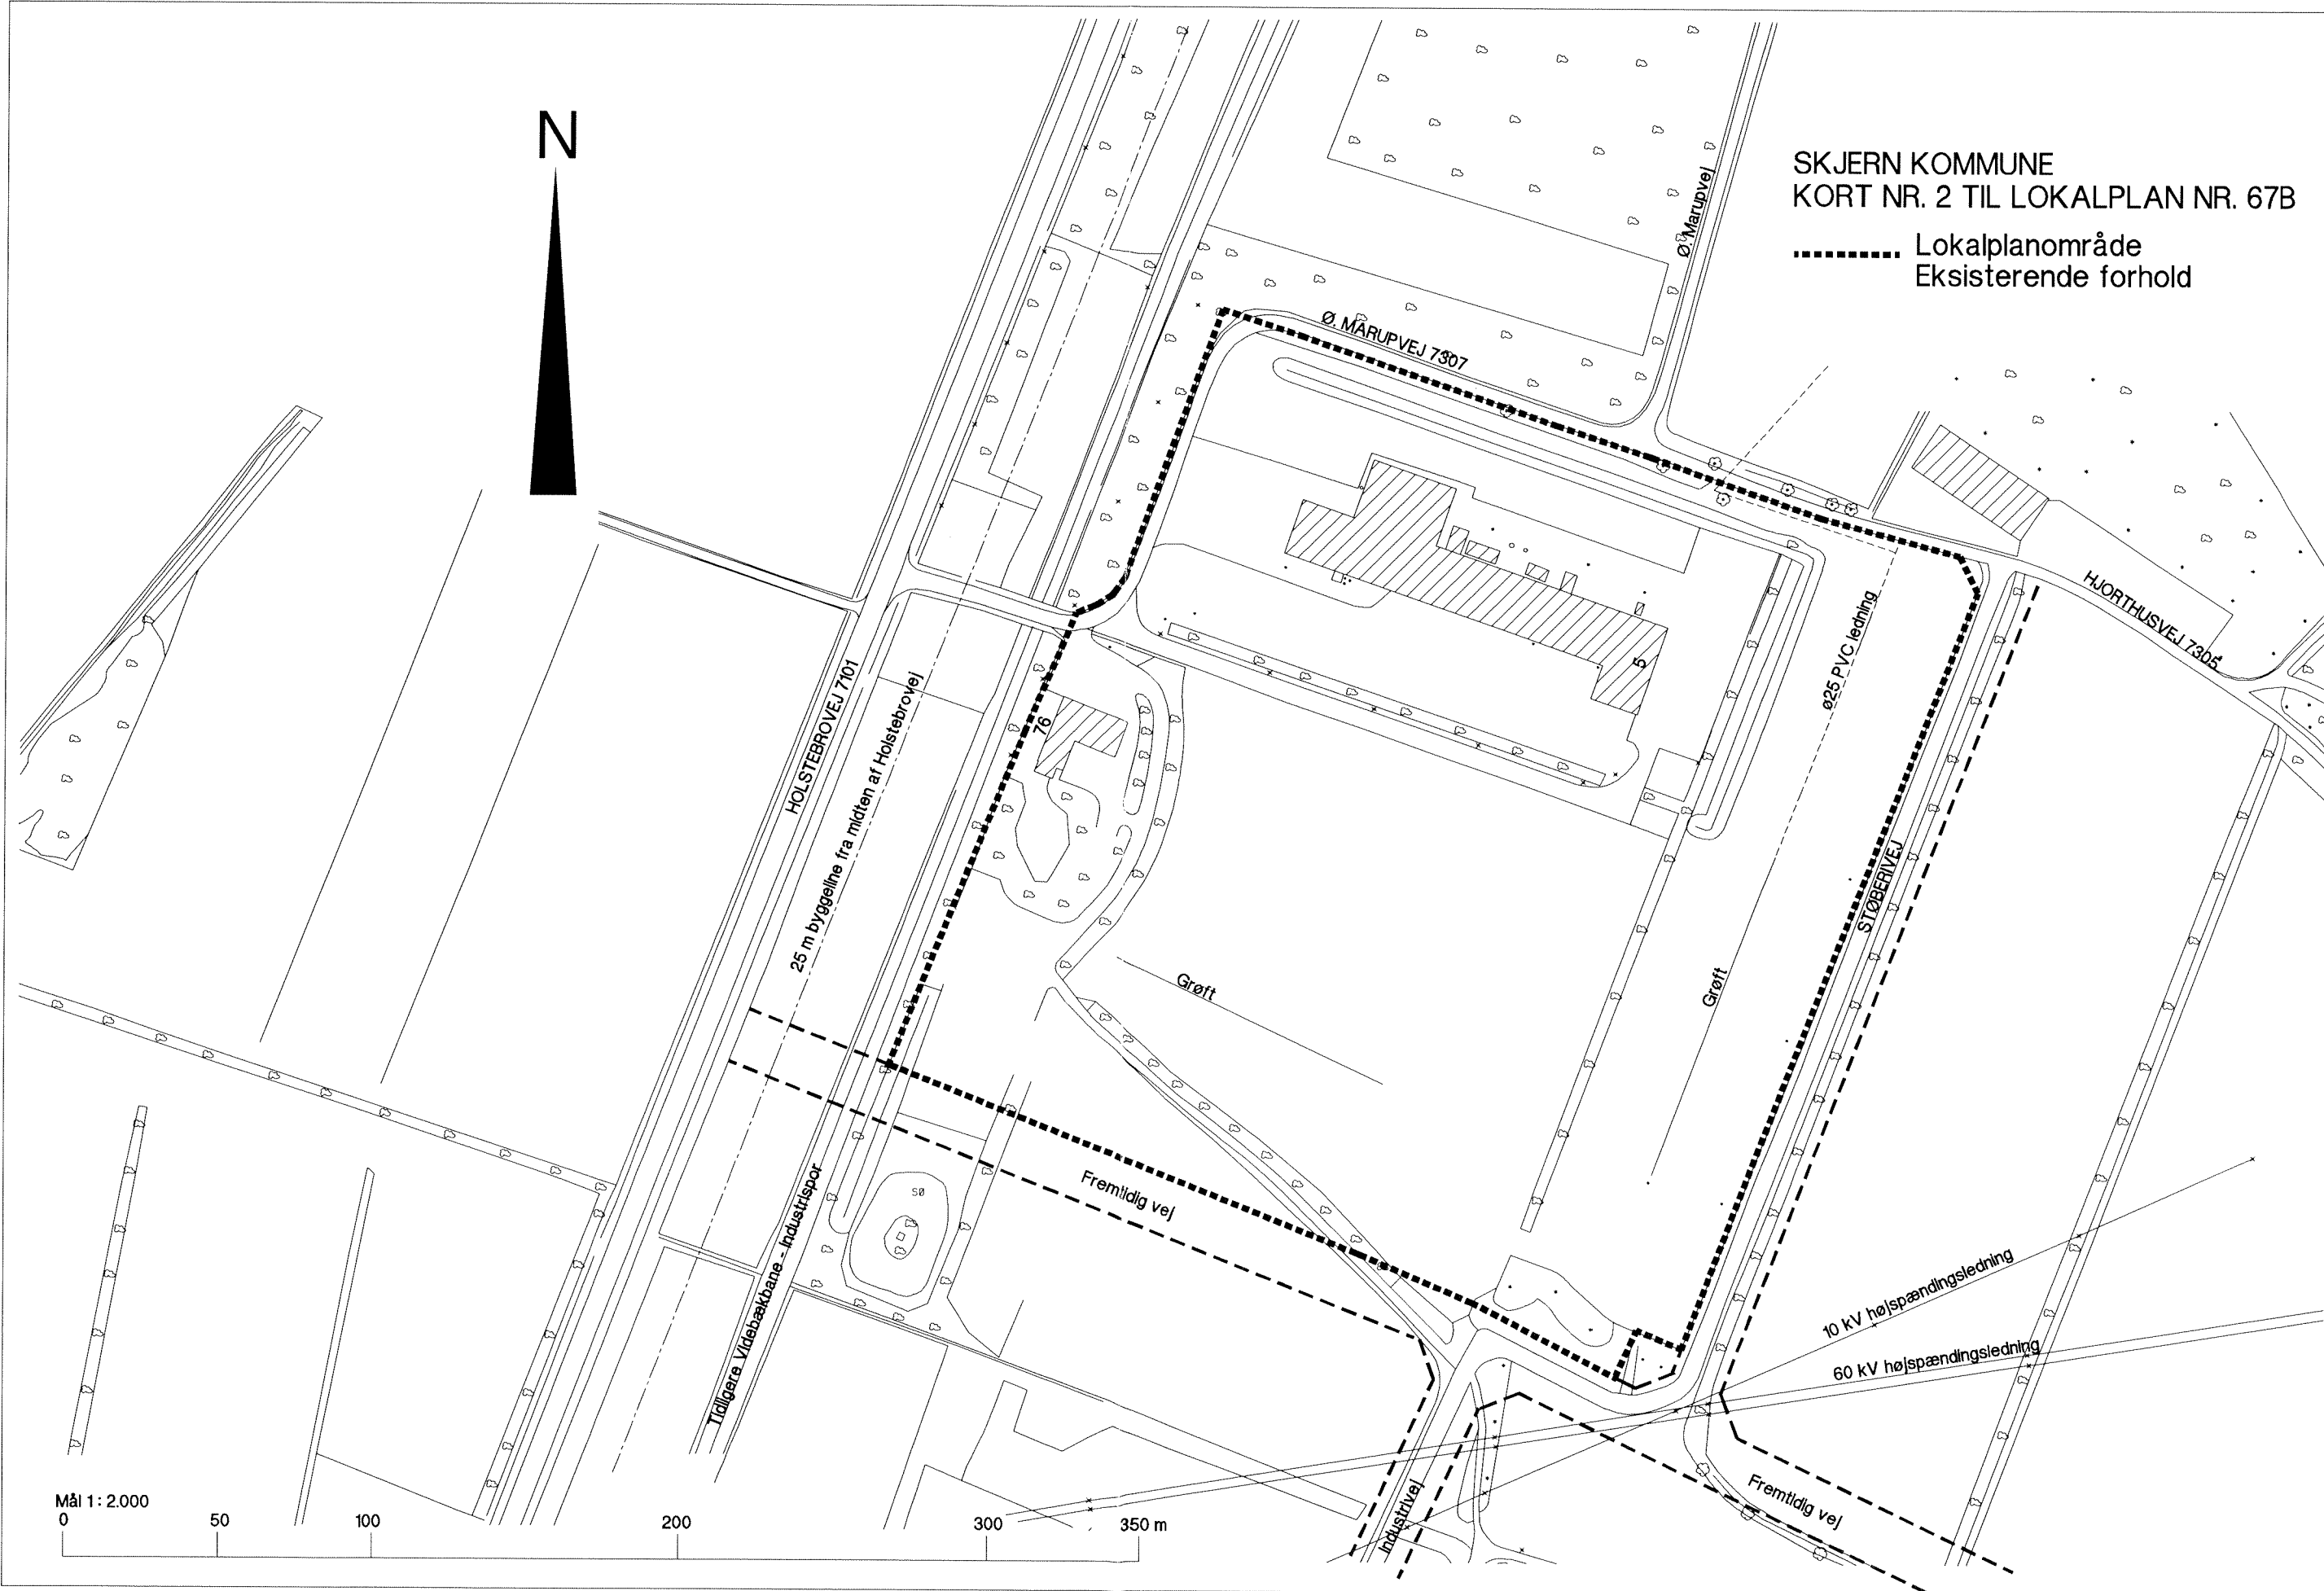 N
SKJERN KOMMUNE
KORT NR. 2 TIL LOKALPLAN NR. 67B
Lokalplanområde
Eksisterende forhold
Ø. Marupvej
Ø. MARUPVEJ 7307
HJORTHUSVEJ 7305
ø25 PVC ledning
5
76
HOLSTEBROVEJ 7101
25 m byggeline fra midten af Holstebrovej
STØBERIVEJ
Grøft
Grøft
Fremtidig vej
SØ
Tidligere Videbækbane - Industrispor
10 kV højspændingsledning
60 kV højspændingsledning
Industrivej
Fremtidig vej
Mål 1: 2.000
0 50 100 200 300 350 m